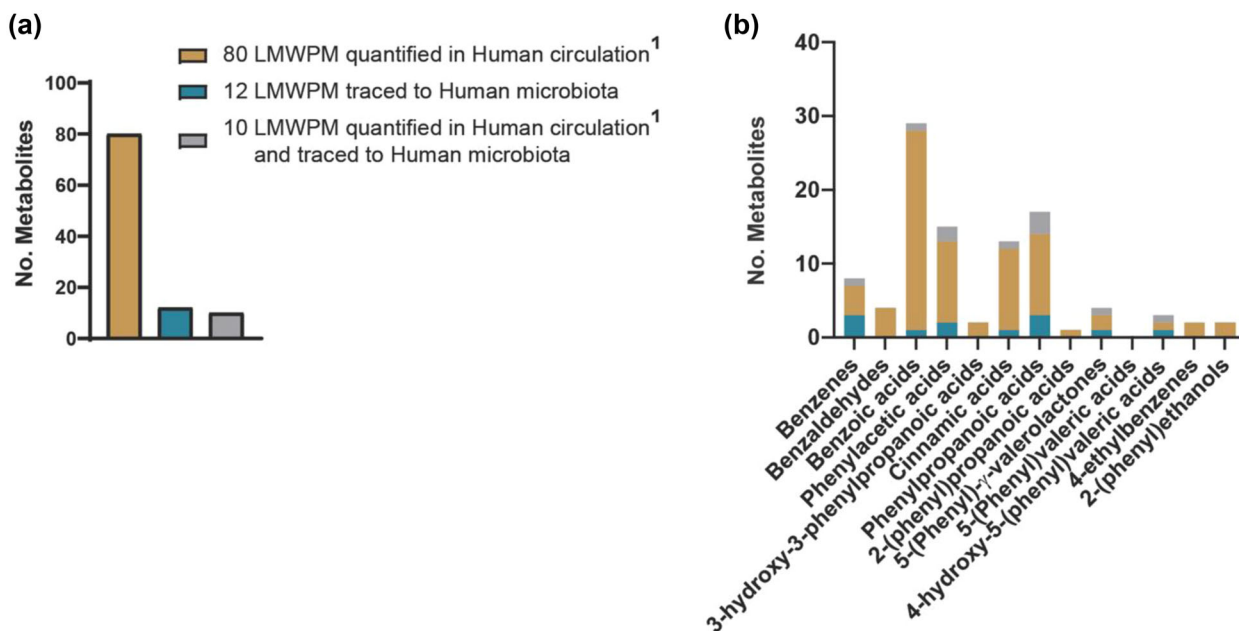 (a)
80 LMWPM quantified in Human circulation¹
12 LMWPM traced to Human microbiota
10 LMWPM quantified in Human circulation¹
and traced to Human microbiota
No. Metabolites
100
80
60
40
20
0
(b)
No. Metabolites
40
30
20
10
0
Benzenes
Benzaldehydes
Benzoic acids
Phenylacetic acids
3-hydroxy-3-phenylpropanoic acids
Cinnamic acids
Phenylpropanoic acids
2-(phenyl)propanoic acids
5-(Phenyl)-γ-valerolactones
5-(Phenyl)valeric acids
4-hydroxy-5-(phenyl)valeric acids
4-ethylbenzenes
2-(phenyl)ethanols